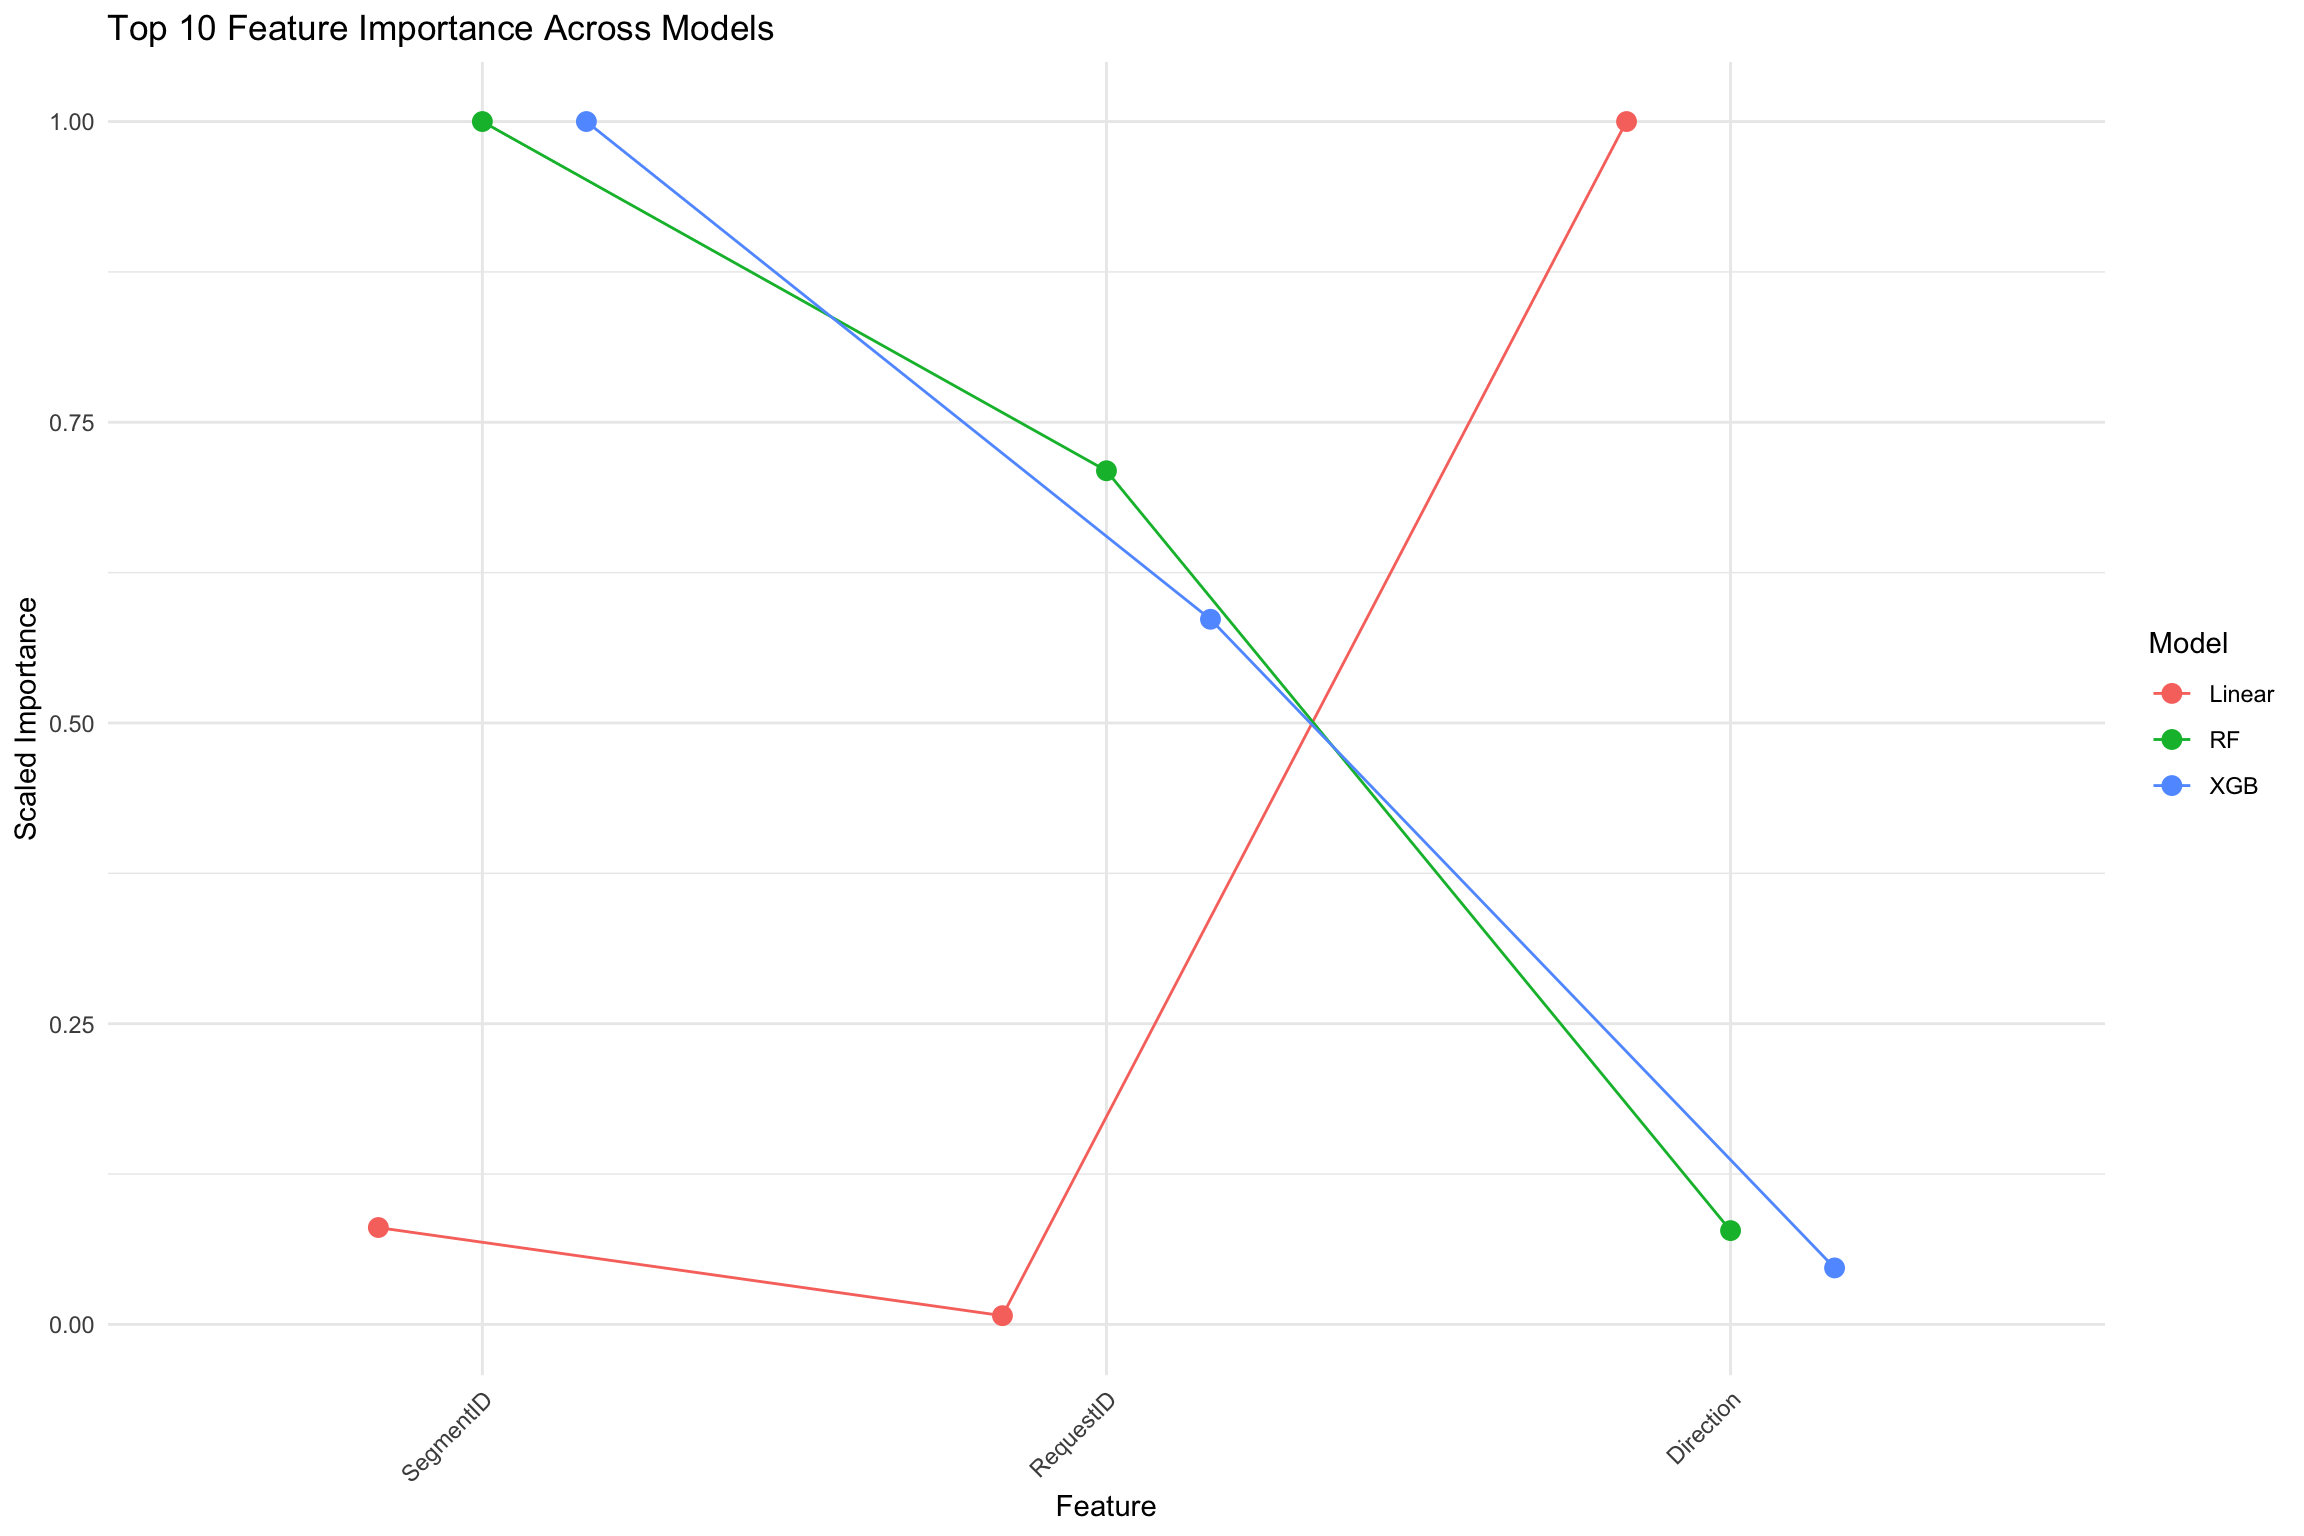 Top 10 Feature Importance Across Models
Scaled Importance
1.00
0.75
0.50
0.25
0.00
SegmentID
RequestID
Direction
Feature
Model
Linear
RF
XGB